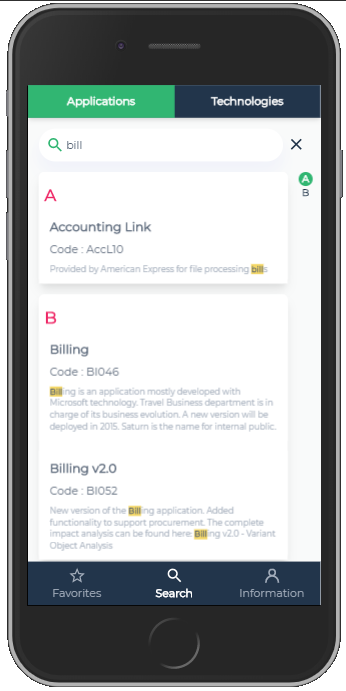 Applications Technologies
bill
A
A
B
Accounting Link
Code : AccL10
Provided by American Express for file processing bills
B
Billing
Code : BI046
Billing is an application mostly developed with
Microsoft technology. Travel Business department is in
charge of its business evolution. A new version will be
deployed in 2015. Saturn is the name for internal public.
Billing v2.0
Code : BI052
New version of the Billing application. Added
functionality to support procurement. The complete
impact analysis can be found here: Billing v2.0 - Variant
Object Analysis
Favorites Search Information